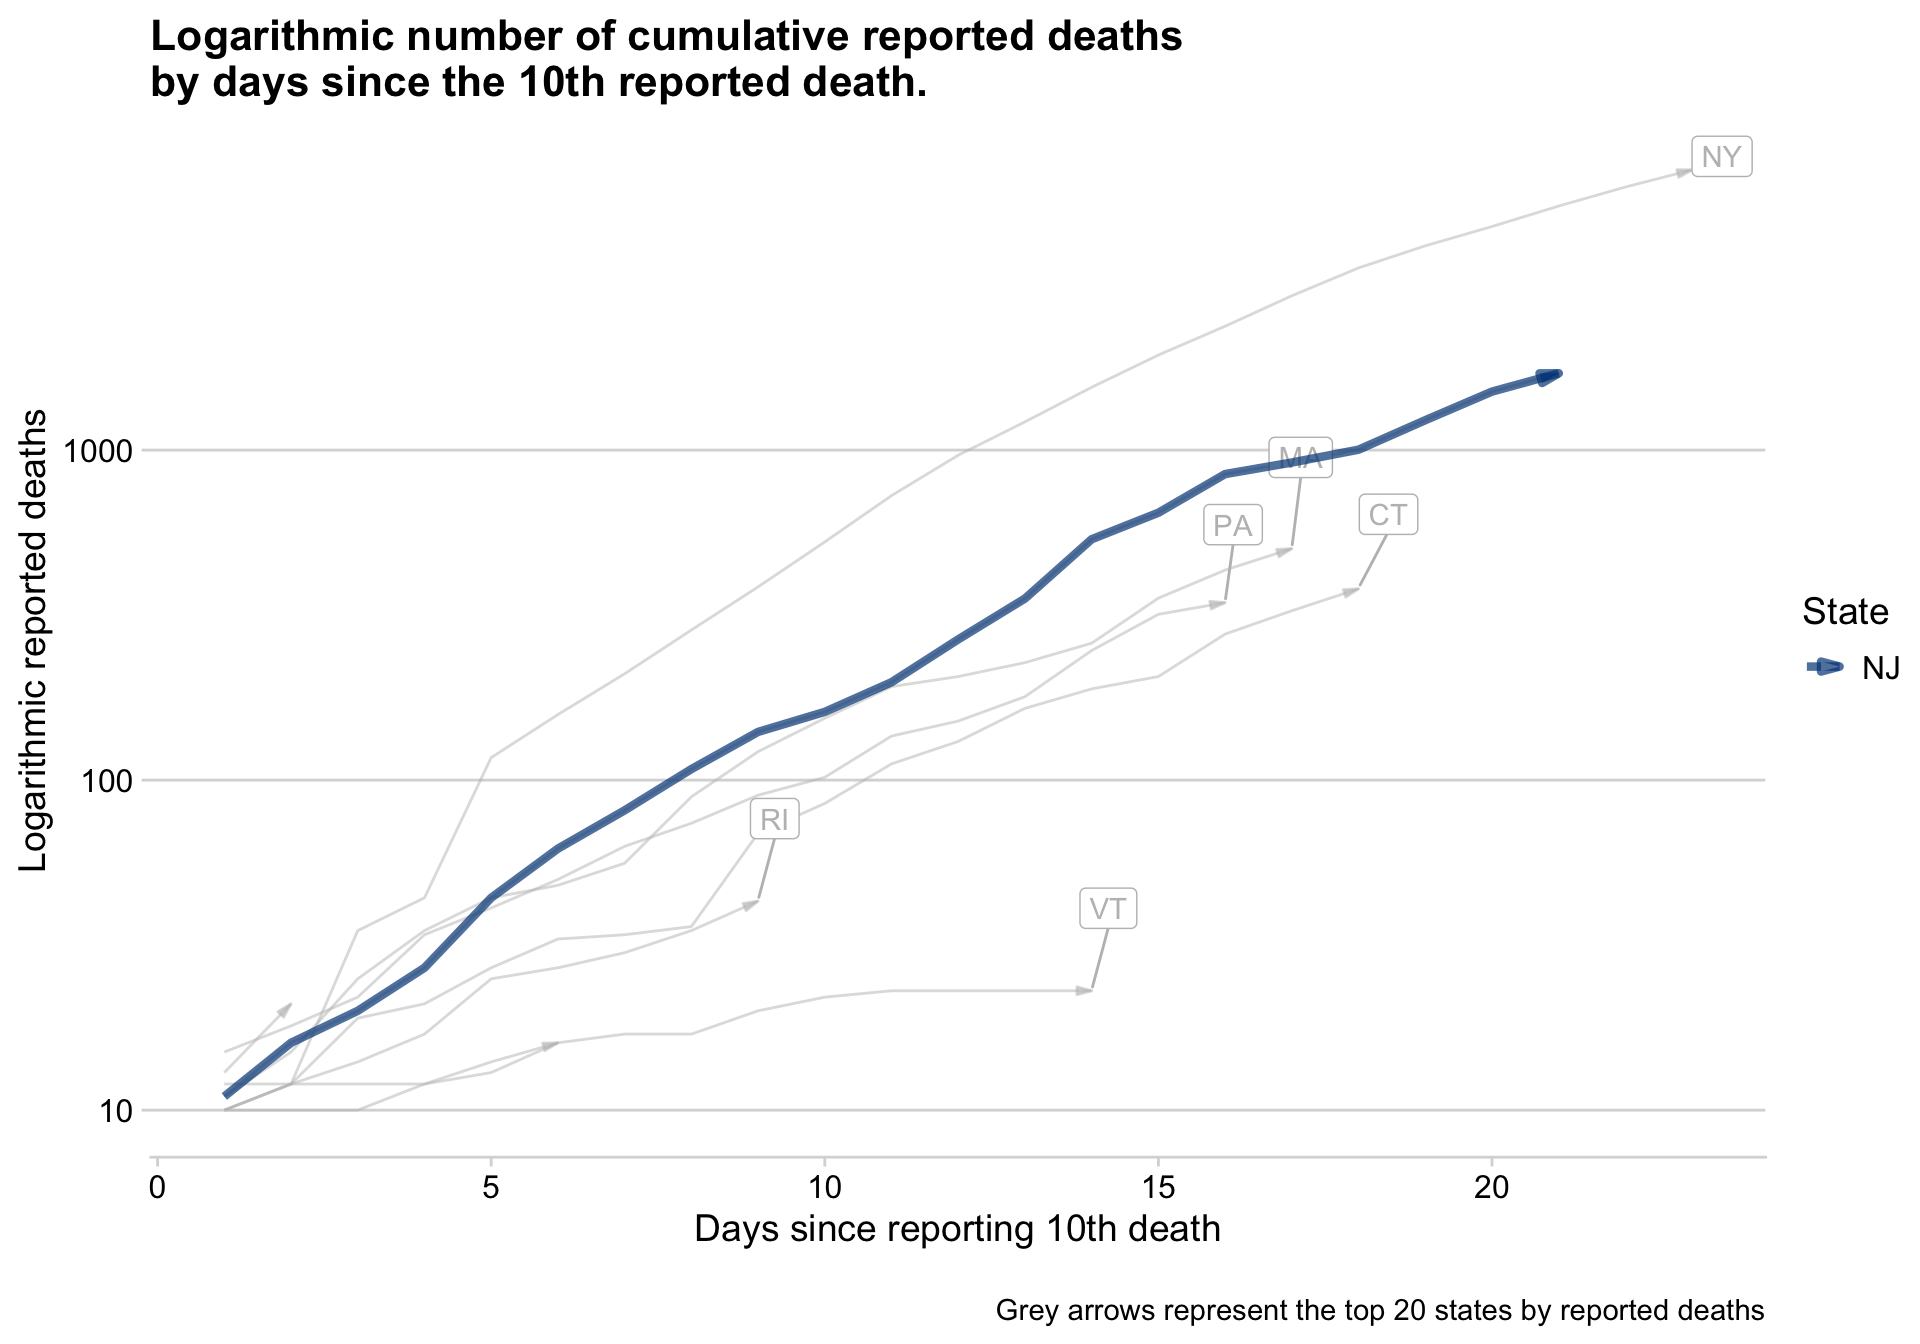 Logarithmic number of cumulative reported deaths
by days since the 10th reported death.
NY
MA
PA
CT
RI
VT
Logarithmic reported deaths
1000
100
10
0 5 10 15 20
Days since reporting 10th death
State
NJ
Grey arrows represent the top 20 states by reported deaths